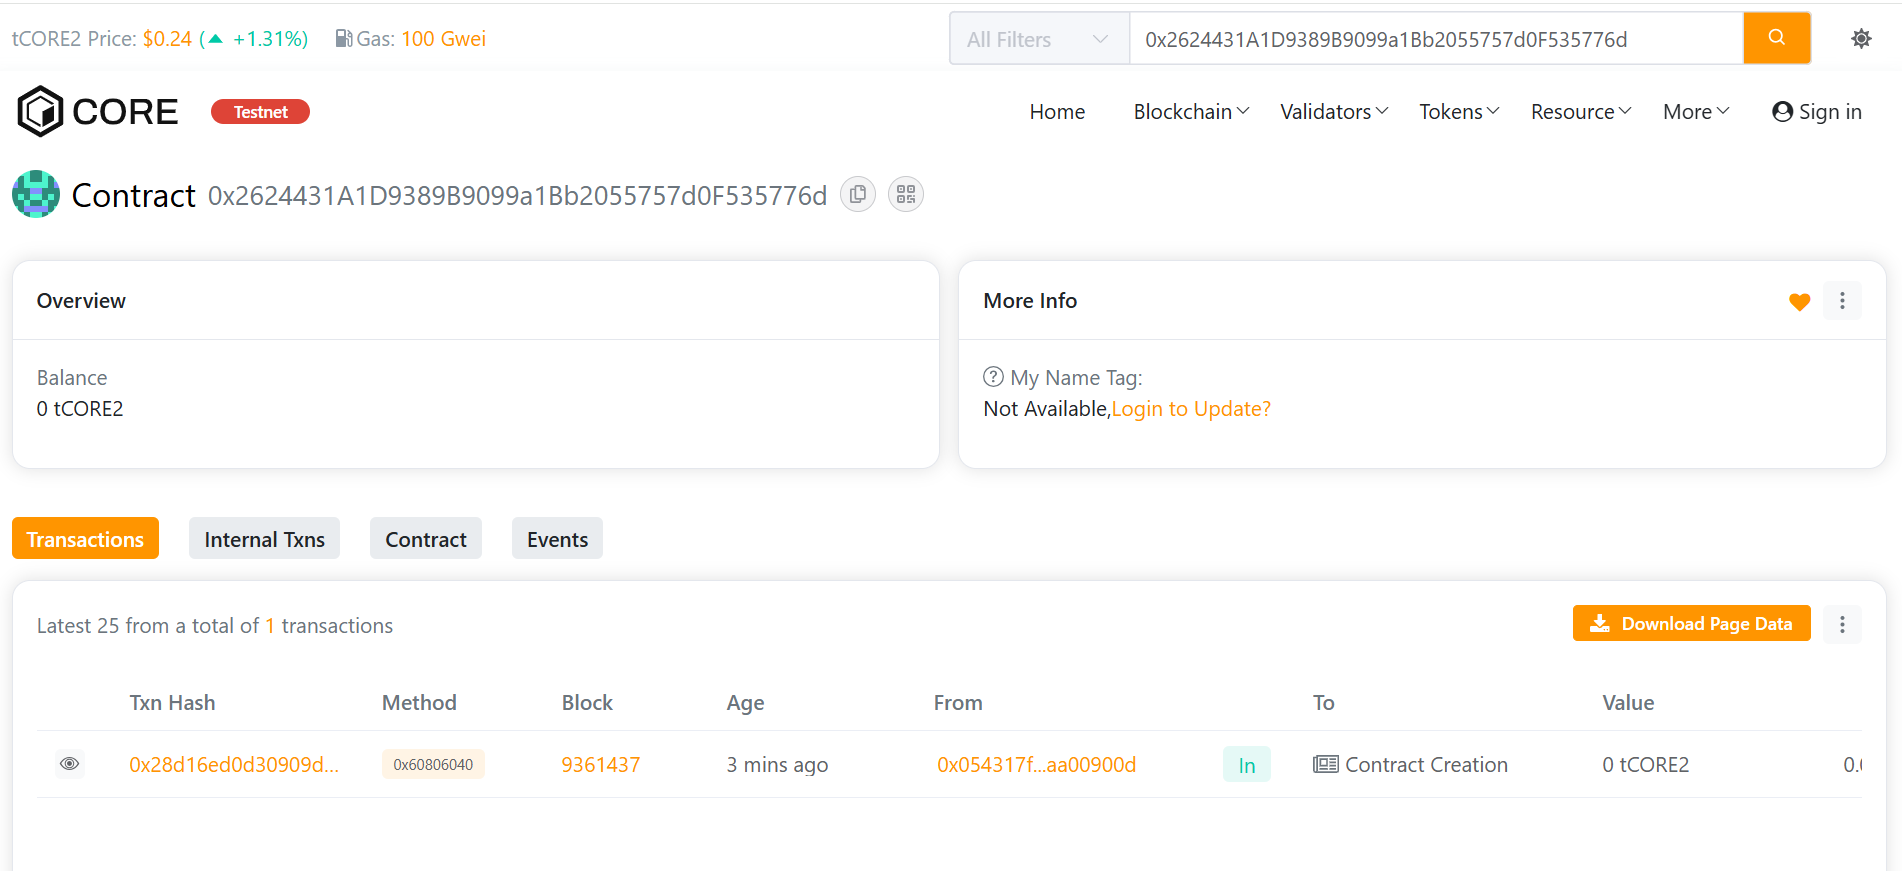 tCORE2 Price: $0.24 (▲ +1.31%) Gas: 100 Gwei All Filters 0x2624431A1D9389B9099a1Bb2055757d0F535776d
CORE Testnet Home Blockchain Validators Tokens Resource More Sign in
Contract 0x2624431A1D9389B9099a1Bb2055757d0F535776d
Overview
Balance
0 tCORE2
More Info
My Name Tag:
Not Available,Login to Update?
Transactions Internal Txns Contract Events
Latest 25 from a total of 1 transactions Download Page Data
Txn Hash Method Block Age From To Value
0x28d16ed0d30909d... 0x60806040 9361437 3 mins ago 0x054317f...aa00900d In Contract Creation 0 tCORE2